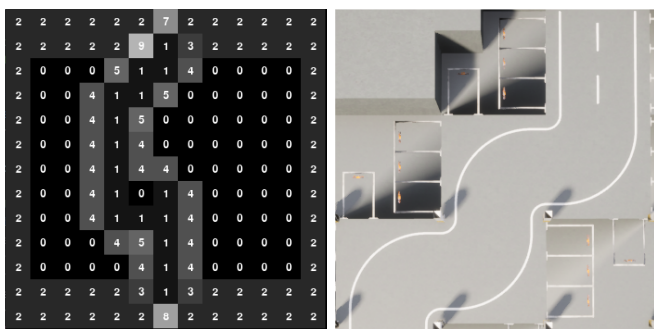 2 2 2 2 2 2 7 2 2 2 2 2 2
2 2 2 2 2 9 1 3 2 2 2 2 2
2 0 0 0 5 1 1 4 0 0 0 0 2
2 0 0 4 1 1 5 0 0 0 0 0 2
2 0 0 4 1 5 0 0 0 0 0 0 2
2 0 0 4 1 4 0 0 0 0 0 0 2
2 0 0 4 1 4 4 0 0 0 0 0 2
2 0 0 4 1 0 1 4 0 0 0 0 2
2 0 0 4 1 1 1 4 0 0 0 0 2
2 0 0 0 4 5 1 4 0 0 0 0 2
2 0 0 0 0 4 1 4 0 0 0 0 2
2 2 2 2 2 3 1 3 2 2 2 2 2
2 2 2 2 2 2 8 2 2 2 2 2 2